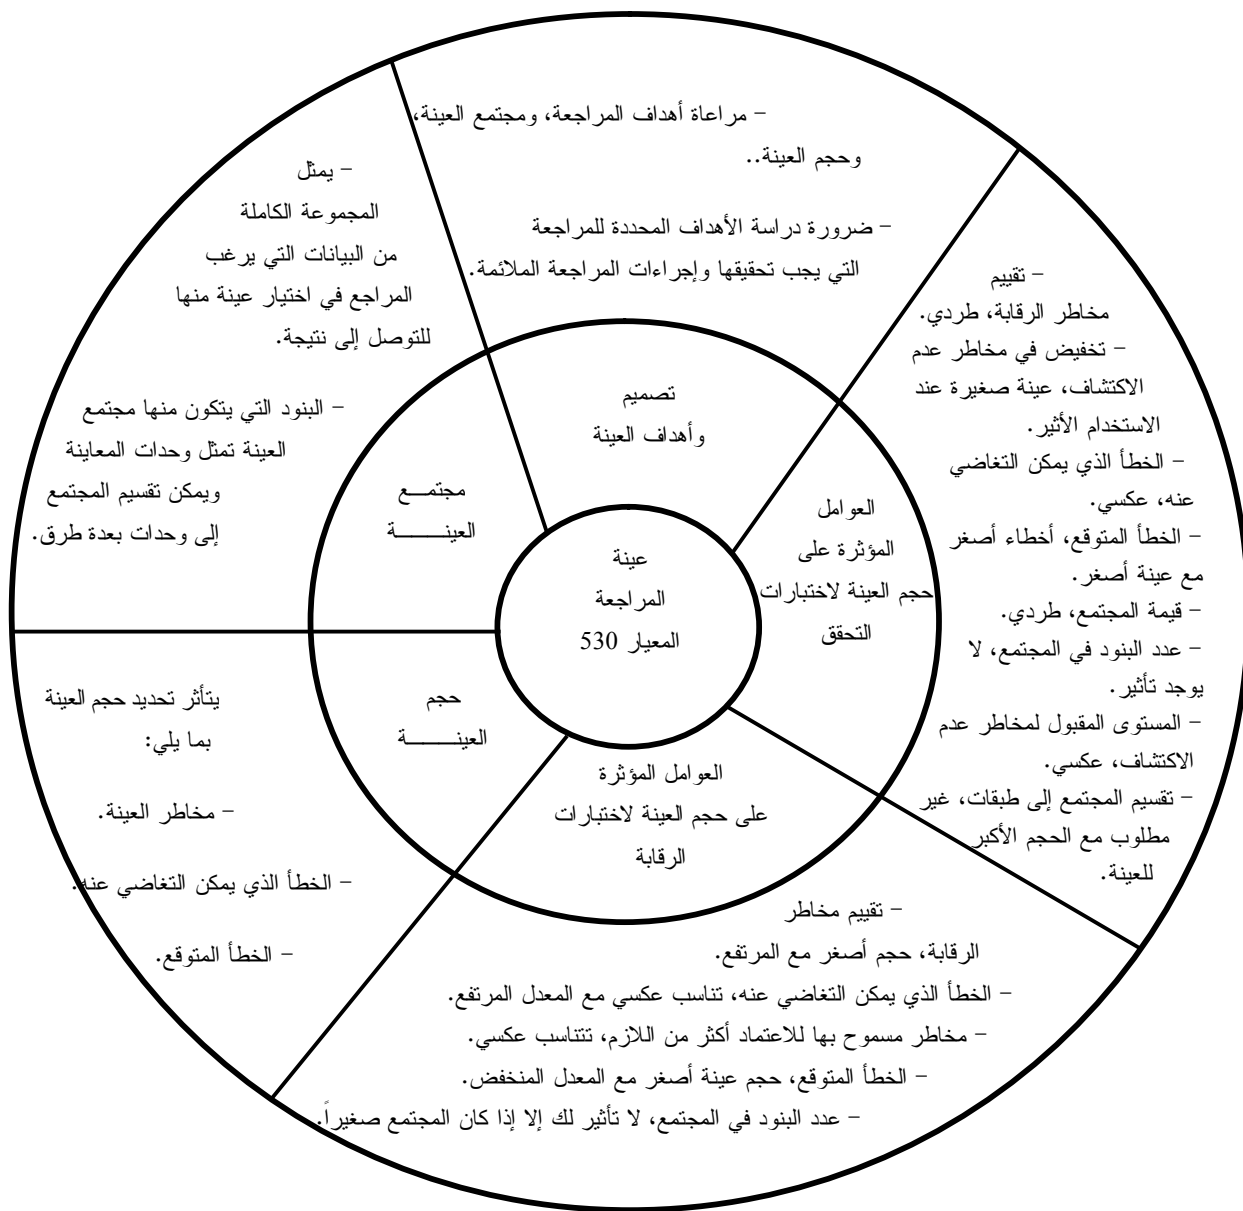 عينة
المراجعة
المعيار 530
تصميم
وأهداف العينة
– مراعاة أهداف المراجعة، ومجتمع العينة،
وحجم العينة..
– ضرورة دراسة الأهداف المحددة للمراجعة
التي يجب تحقيقها وإجراءات المراجعة الملائمة.
العوامل
المؤثرة على
حجم العينة لاختبارات
التحقق
– تقييم
مخاطر الرقابة، طردي.
– تخفيض في مخاطر عدم
الاكتشاف، عينة صغيرة عند
الاستخدام الأثير.
– الخطأ الذي يمكن التغاضي
عنه، عكسي.
– الخطأ المتوقع، أخطاء أصغر
مع عينة أصغر.
– قيمة المجتمع، طردي.
– عدد البنود في المجتمع، لا
يوجد تأثير.
– المستوى المقبول لمخاطر عدم
الاكتشاف، عكسي.
– تقسيم المجتمع إلى طبقات، غير
مطلوب مع الحجم الأكبر
للعينة.
العوامل المؤثرة
على حجم العينة لاختبارات
الرقابة
– تقييم مخاطر
الرقابة، حجم أصغر مع المرتفع.
– الخطأ الذي يمكن التغاضي عنه، تناسب عكسي مع المعدل المرتفع.
– مخاطر مسموح بها للاعتماد أكثر من اللازم، تتناسب عكسي.
– الخطأ المتوقع، حجم عينة أصغر مع المعدل المنخفض.
– عدد البنود في المجتمع، لا تأثير لك إلا إذا كان المجتمع صغيراً.
حجم
العينـــــــة
يتأثر تحديد حجم العينة
بما يلي:
– مخاطر العينة.
– الخطأ الذي يمكن التغاضي عنه.
– الخطأ المتوقع.
مجتمـــع
العينـــــــة
– يمثل
المجموعة الكاملة
من البيانات التي يرغب
المراجع في اختيار عينة منها
للتوصل إلى نتيجة.
– البنود التي يتكون منها مجتمع
العينة تمثل وحدات المعاينة
ويمكن تقسيم المجتمع
إلى وحدات بعدة طرق.